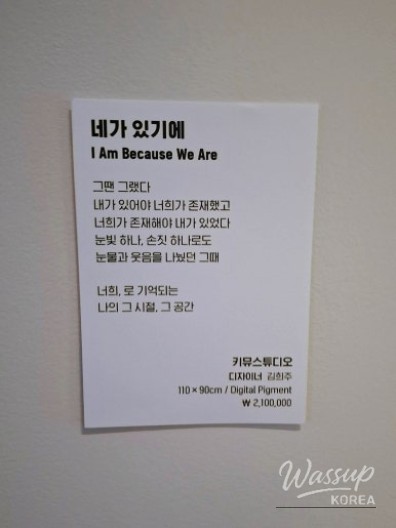 네가 있기에
I Am Because We Are
그땐 그랬다
내가 있어야 너희가 존재했고
너희가 존재해야 내가 있었다
눈빛 하나, 손짓 하나로도
눈물과 웃음을 나눴던 그때
너희, 로 기억되는
나의 그 시절, 그 공간
키뮤스튜디오
디자이너 김희주
110 × 90cm / Digital Pigment
₩ 2,100,000
Wassup
KOREA